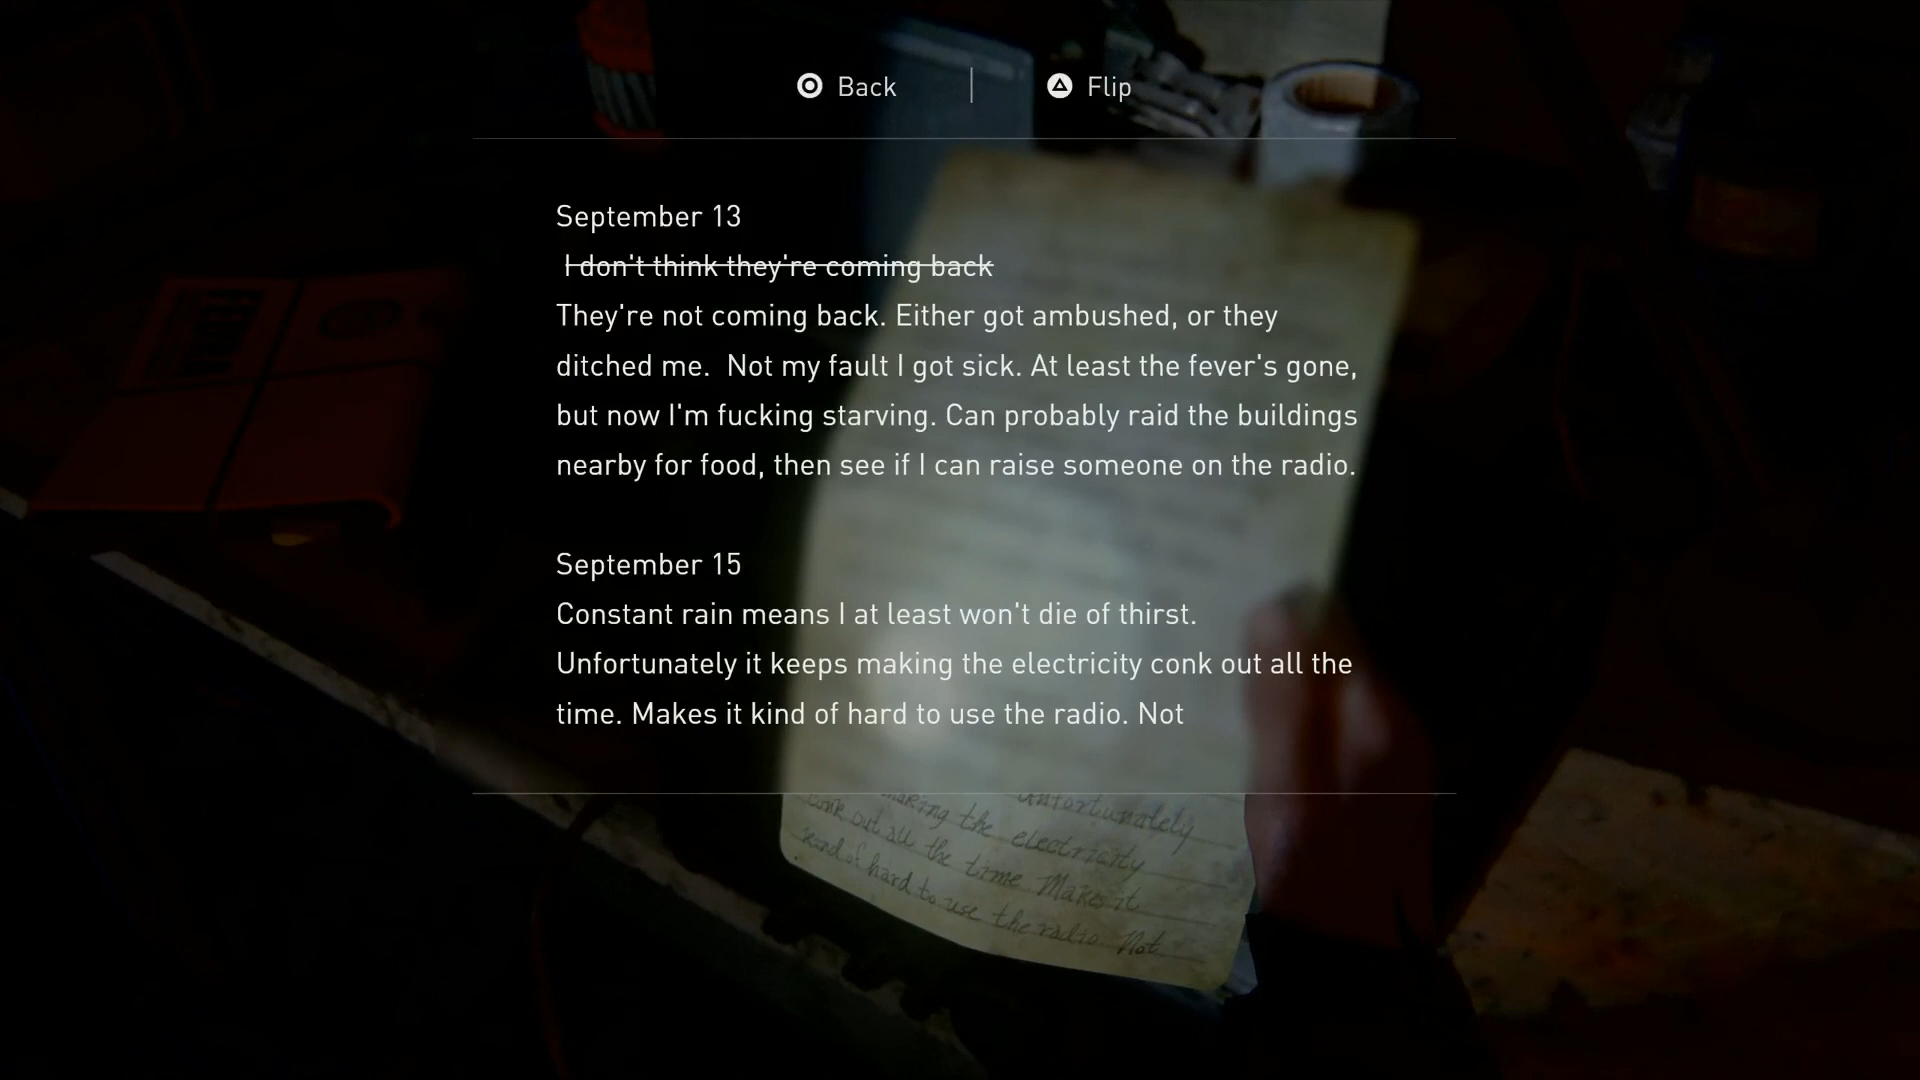 Back | Flip
September 13
I don't think they're coming back
They're not coming back. Either got ambushed, or they
ditched me.  Not my fault I got sick. At least the fever's gone,
but now I'm fucking starving. Can probably raid the buildings
nearby for food, then see if I can raise someone on the radio.
September 15
Constant rain means I at least won't die of thirst.
Unfortunately it keeps making the electricity conk out all the
time. Makes it kind of hard to use the radio. Not
Unfortunately
making the electricity
conk out all the time Makes it
kind of hard to use the radio. Not